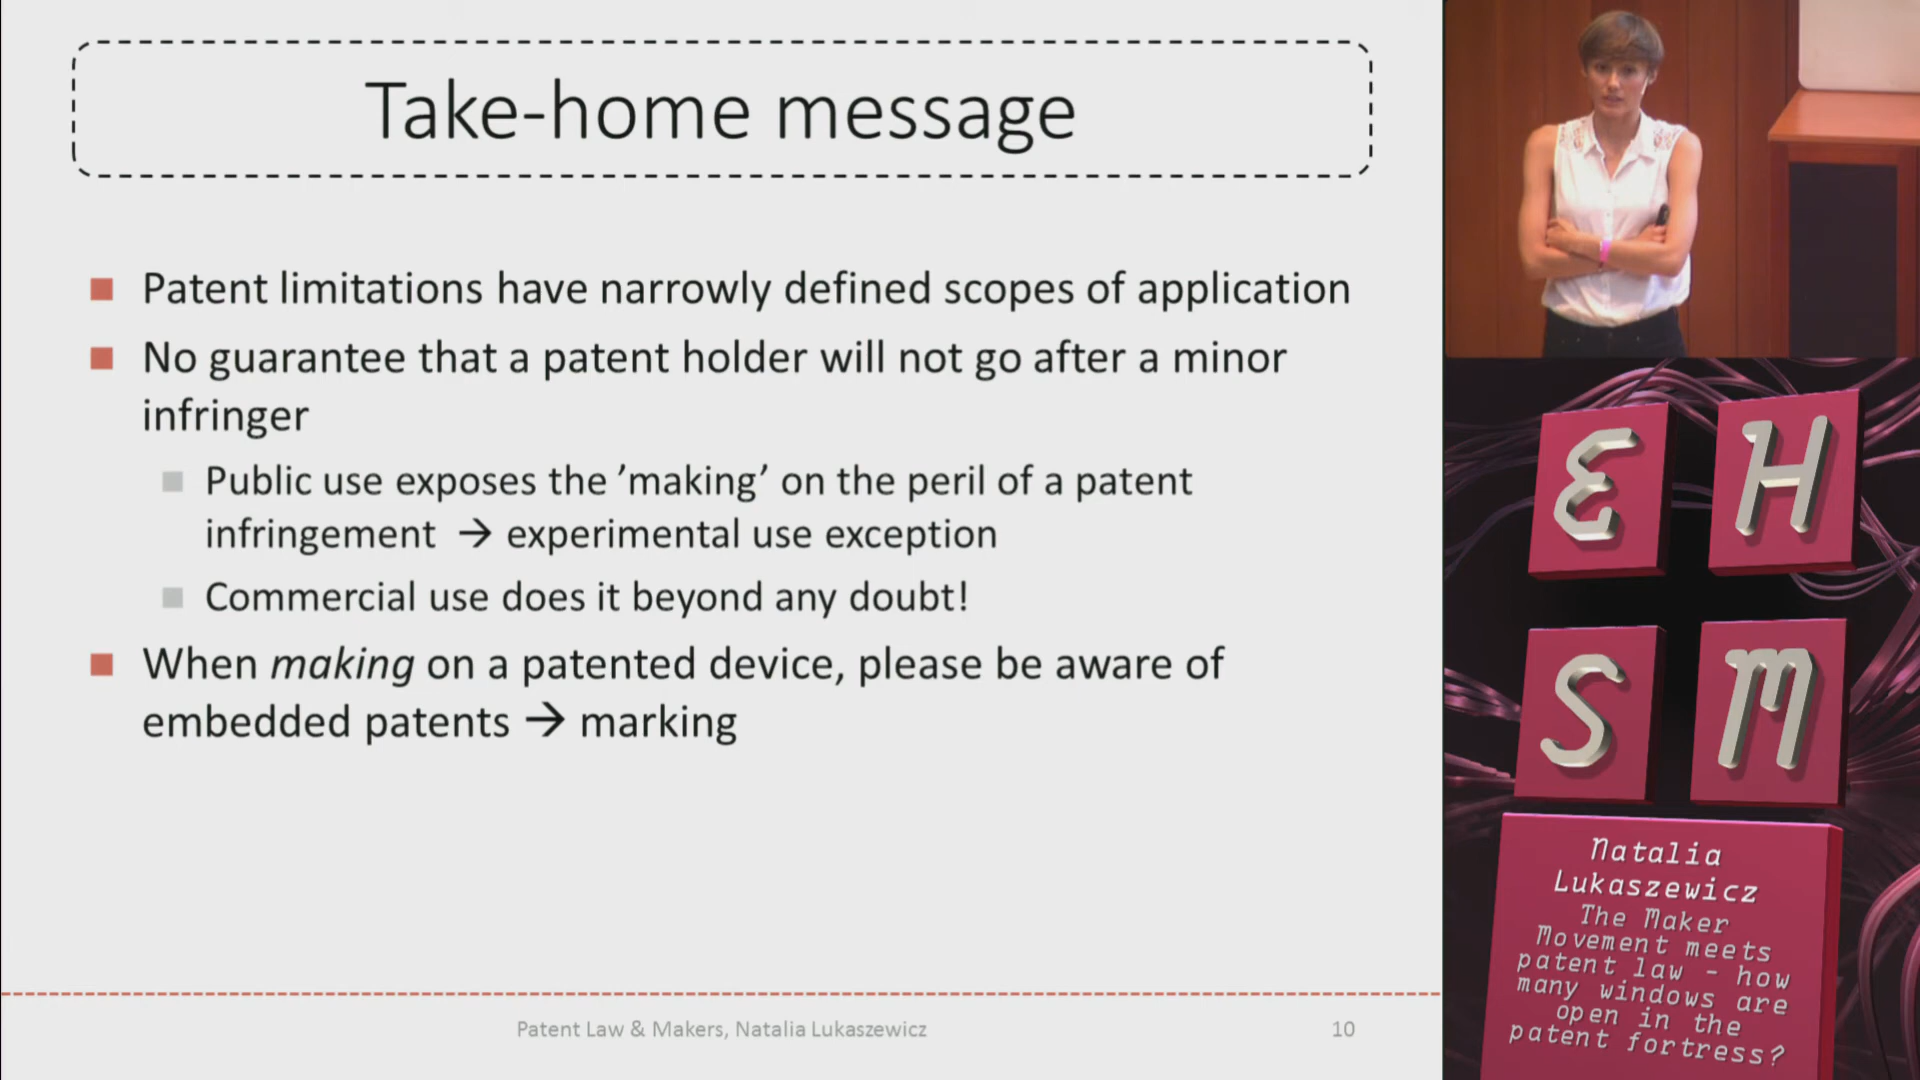 Take-home message
Patent limitations have narrowly defined scopes of application
No guarantee that a patent holder will not go after a minor
infringer
Public use exposes the ’making’ on the peril of a patent
infringement → experimental use exception
Commercial use does it beyond any doubt!
When making on a patented device, please be aware of
embedded patents → marking
Patent Law & Makers, Natalia Lukaszewicz
10
E H
S M
Natalia
Lukaszewicz
The Maker
Movement meets
patent law - how
many windows are
open in the
patent fortress?